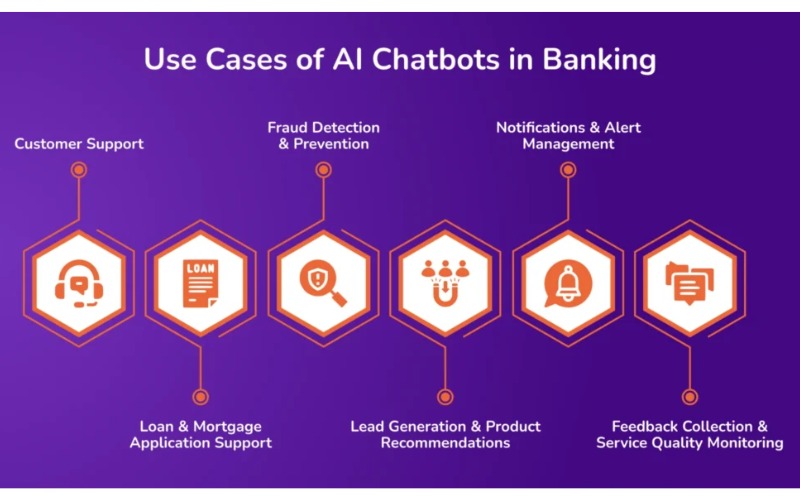 Use Cases of AI Chatbots in Banking
Customer Support
Fraud Detection
& Prevention
Notifications & Alert
Management
LOAN
Loan & Mortgage
Application Support
Lead Generation & Product
Recommendations
Feedback Collection &
Service Quality Monitoring